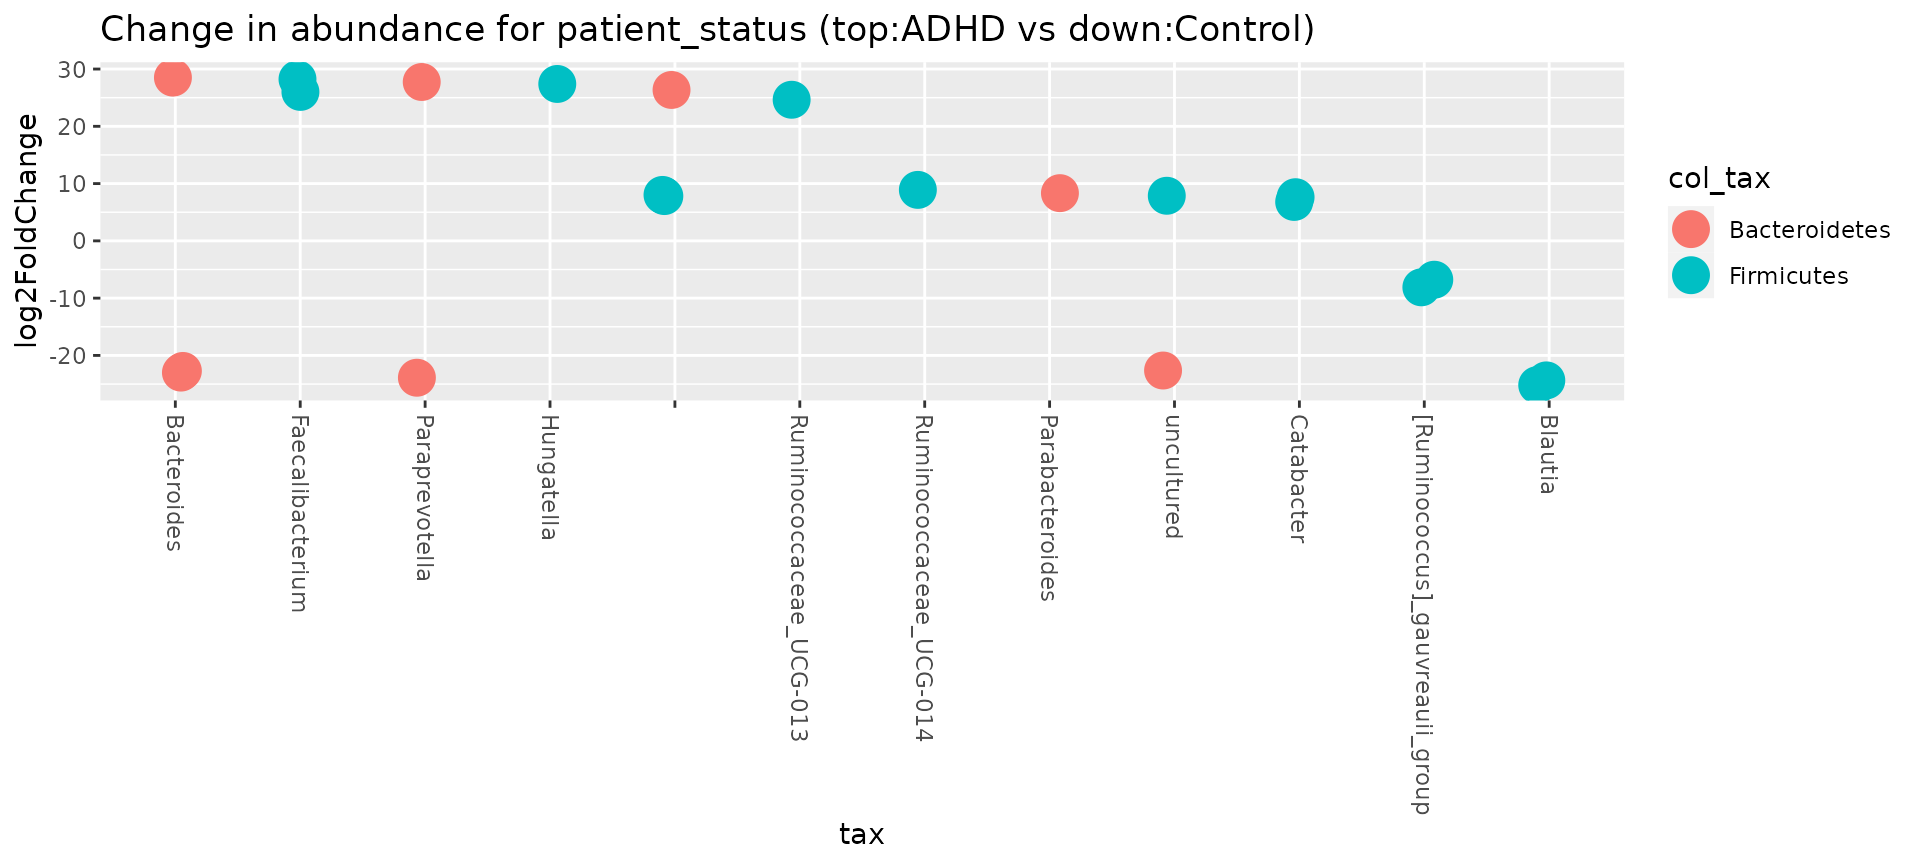 Change in abundance for patient_status (top:ADHD vs down:Control)
log2FoldChange
30
20
10
0
-10
-20
Bacteroides
Faecalibacterium
Paraprevotella
Hungatella
Ruminococcaceae_UCG-013
Ruminococcaceae_UCG-014
Parabacteroides
uncultured
Catabacter
[Ruminococcus]_gauvreauii_group
Blautia
tax
col_tax
Bacteroidetes
Firmicutes